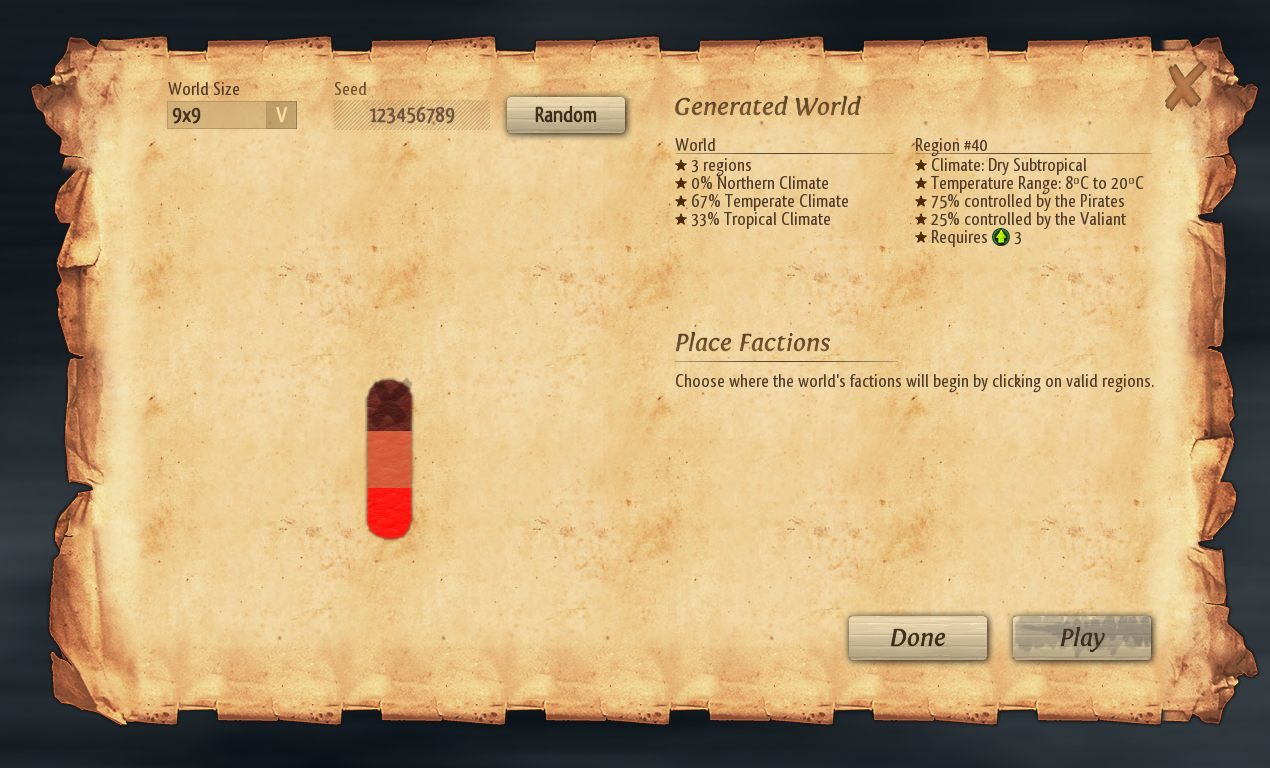 World Size
9x9
V
Seed
123456789
Random
Generated World
World
3 regions
0% Northern Climate
67% Temperate Climate
33% Tropical Climate
Region #40
Climate: Dry Subtropical
Temperature Range: 8ºC to 20ºC
75% controlled by the Pirates
25% controlled by the Valiant
Requires 3
Place Factions
Choose where the world's factions will begin by clicking on valid regions.
Done
Play